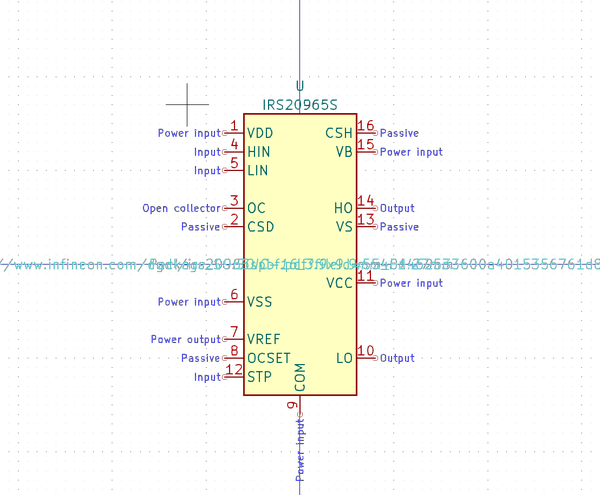 U
IRS20965S
Power input 1 VDD
Input 4 HIN
Input 5 LIN
Open collector 3 OC
Passive 2 CSD
Power input 6 VSS
Power output 7 VREF
Passive 8 OCSET
Input 12 STP
CSH 16 Passive
VB 15 Power input
HO 14 Output
VS 13 Passive
//www.infineon.com/
VCC 11 Power input
LO 10 Output
COM
9
Power input